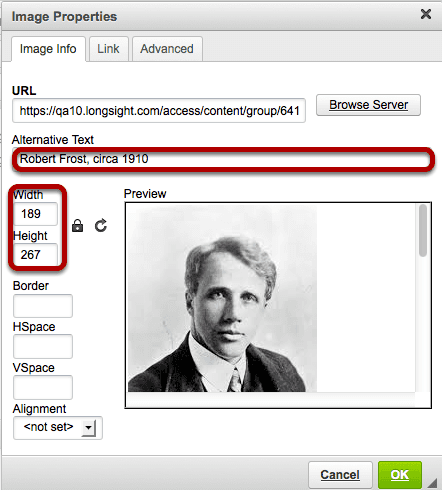 Image Properties
Image Info Link Advanced
URL
https://qa10.longsight.com/access/content/group/641
Browse Server
Alternative Text
Robert Frost, circa 1910
Width
189
Height
267
Preview
Border
HSpace
VSpace
Alignment
<not set>
Cancel OK